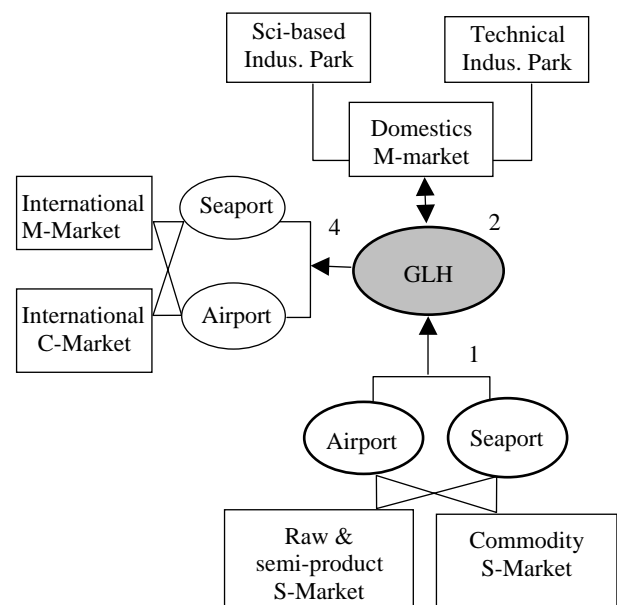 Sci-based
Indus. Park
Technical
Indus. Park
Domestics
M-market
International
M-Market
Seaport
4
2
GLH
International
C-Market
Airport
1
Airport
Seaport
Raw &
semi-product
S-Market
Commodity
S-Market